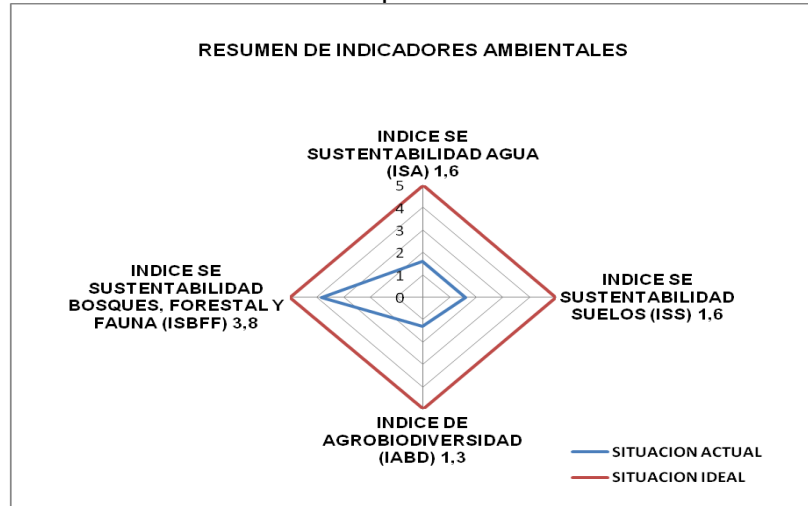 RESUMEN DE INDICADORES AMBIENTALES
INDICE SE
SUSTENTABILIDAD AGUA
(ISA) 1,6
5
4
3
2
1
0
INDICE SE
SUSTENTABILIDAD
BOSQUES, FORESTAL Y
FAUNA (ISBFF) 3,8
INDICE SE
SUSTENTABILIDAD
SUELOS (ISS) 1,6
INDICE DE
AGROBIODIVERSIDAD
(IABD) 1,3
SITUACION ACTUAL
SITUACION IDEAL